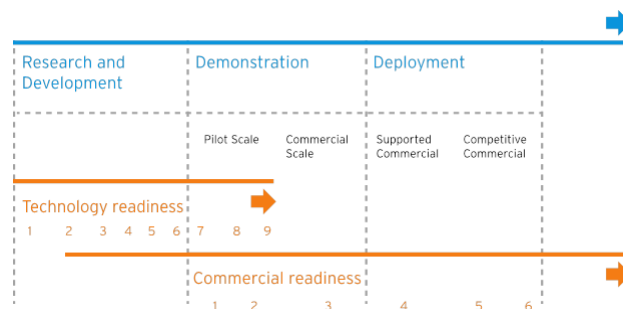 Research and Development
Demonstration
Deployment
Pilot Scale
Commercial Scale
Supported Commercial
Competitive Commercial
Technology readiness
1 2 3 4 5 6 7 8 9
Commercial readiness
1 2 3 4 5 6